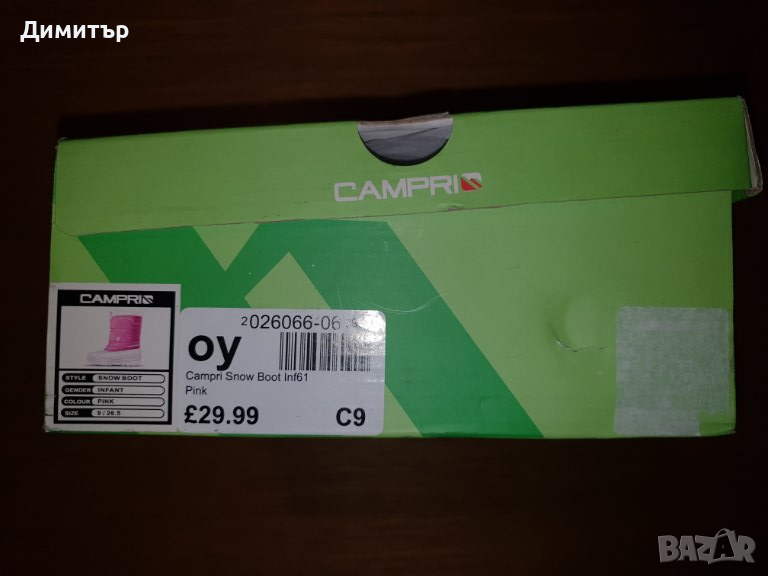 Димитър
CAMPRI
CAMPRI
STYLE SNOW BOOT
GENDER INFANT
COLOUR PINK
SIZE 9 / 26.5
2026066-06
oy
Campri Snow Boot Inf61
Pink
£29.99 C9
BAZAR